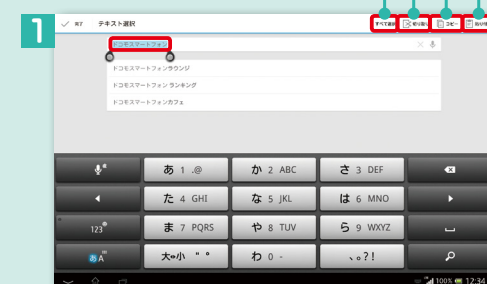 1
完了 テキスト選択 すべて選択 切り取り コピー 貼り付
ドコモスマートフォン
ドコモスマートフォンラウンジ
ドコモスマートフォン ランキング
ドコモスマートフォンカフェ
あ 1 .@ か 2 ABC さ 3 DEF
た 4 GHI な 5 JKL は 6 MNO
123 ま 7 PQRS や 8 TUV ら 9 WXYZ
あA 大⇔小 ゛゜ わ 0 - 、。?!
100% 12:34